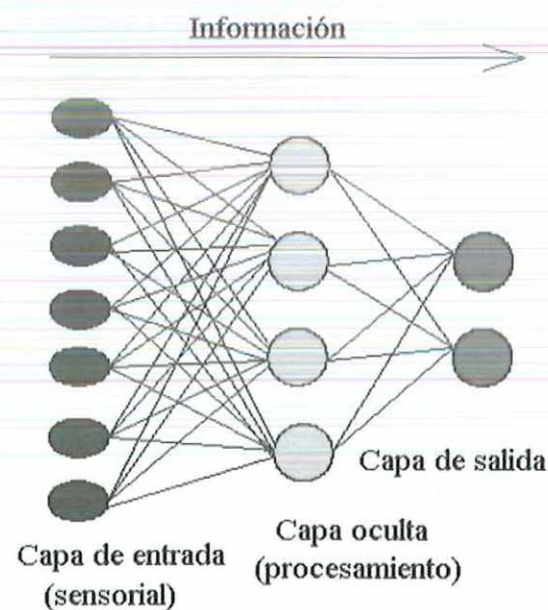 Información
Capa de salida
Capa oculta
(procesamiento)
Capa de entrada
(sensorial)